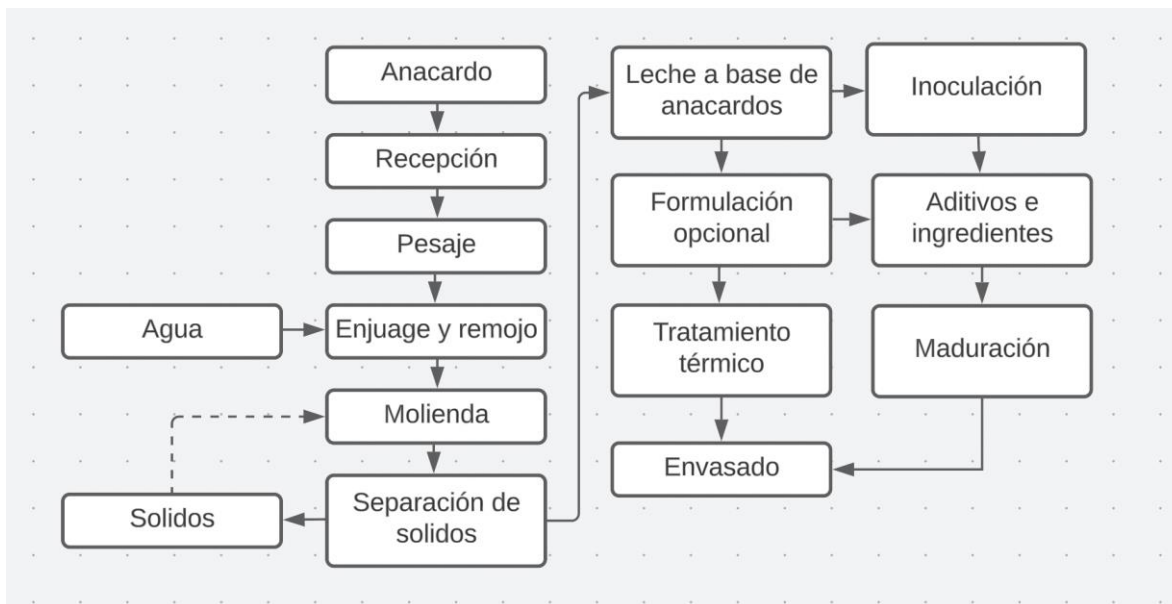 Anacardo
Recepción
Pesaje
Agua
Enjuage y remojo
Molienda
Solidos
Separación de
solidos
Leche a base de
anacardos
Inoculación
Formulación
opcional
Aditivos e
ingredientes
Tratamiento
térmico
Maduración
Envasado